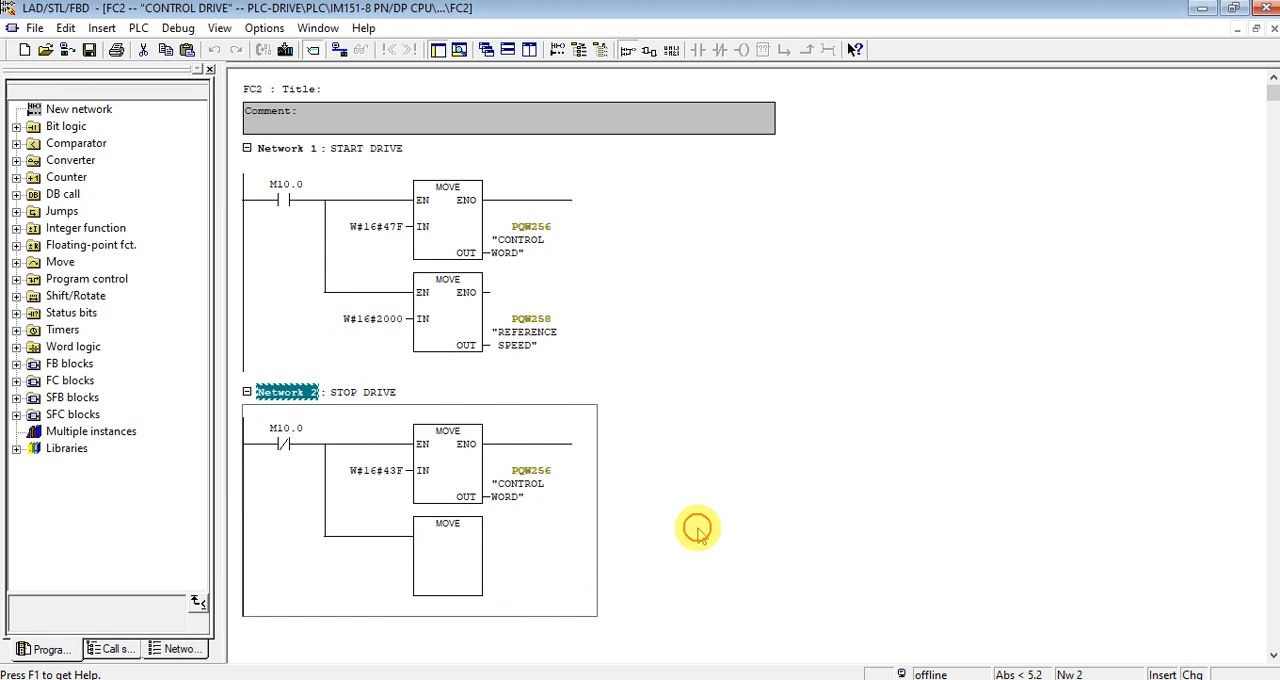 LAD/STL/FBD - [FC2 -- "CONTROL DRIVE" -- PLC-DRIVE\PLC\IM151-8 PN/DP CPU\...\FC2]
File Edit Insert PLC Debug View Options Window Help
New network
Bit logic
Comparator
Converter
Counter
DB call
Jumps
Integer function
Floating-point fct.
Move
Program control
Shift/Rotate
Status bits
Timers
Word logic
FB blocks
FC blocks
SFB blocks
SFC blocks
Multiple instances
Libraries
Progra... Call s... Netwo...
FC2 : Title:
Comment:
Network 1 : START DRIVE
M10.0
MOVE
EN ENO
W#16#47F IN
PQW256
"CONTROL
OUT WORD"
MOVE
EN ENO
W#16#2000 IN
PQW258
"REFERENCE
OUT SPEED"
Network 2 : STOP DRIVE
M10.0
MOVE
EN ENO
W#16#43F IN
PQW256
"CONTROL
OUT WORD"
MOVE
Press F1 to get Help.
offline Abs < 5.2 Nw 2 Insert Chg